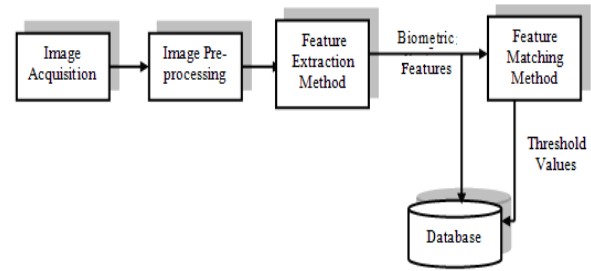 Image
Acquisition
Image Pre-
processing
Feature
Extraction
Method
Biometric
Features
Feature
Matching
Method
Threshold
Values
Database